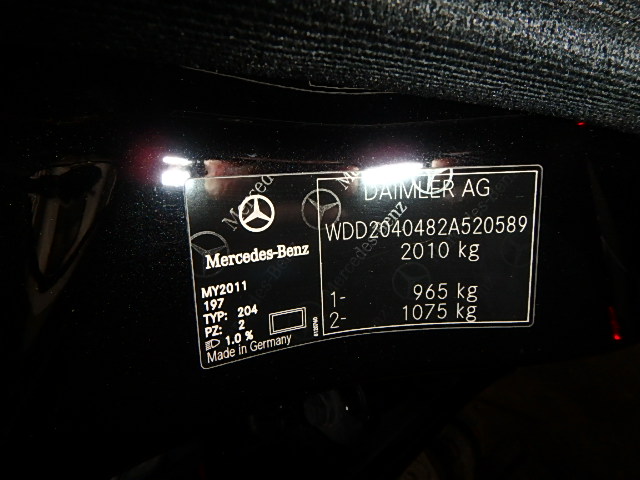 DAIMLER AG
WDD2040482A520589
2010 kg
1- 965 kg
2- 1075 kg
Mercedes-Benz
MY2011
197
TYP: 204
PZ: 2
1.0 %
Made in Germany